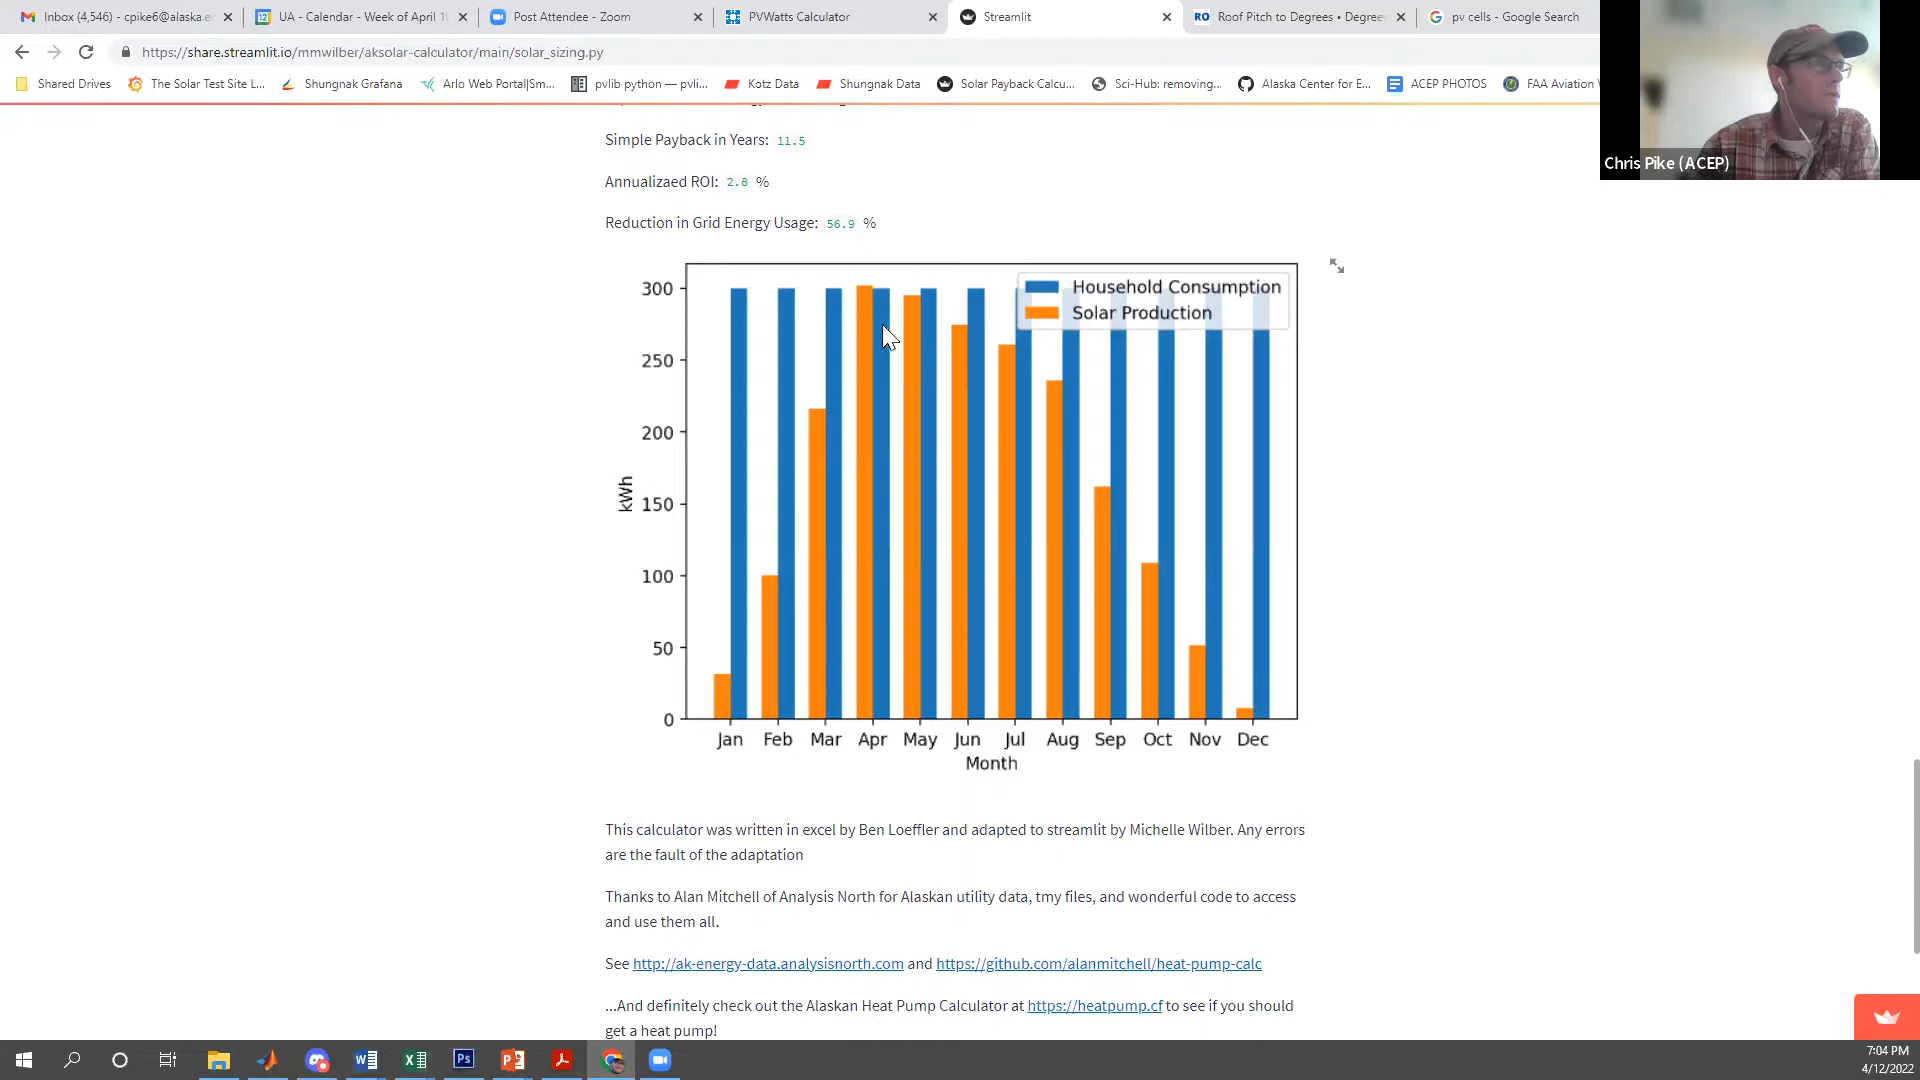 Inbox (4,546) - cpike6@alaska.e
UA - Calendar - Week of April 1
Post Attendee - Zoom
PVWatts Calculator
Streamlit
RO Roof Pitch to Degrees • Degree
pv cells - Google Search
https://share.streamlit.io/mmwilber/aksolar-calculator/main/solar_sizing.py
Shared Drives
The Solar Test Site L...
Shungnak Grafana
Arlo Web Portal|Sm...
pvlib python — pvli...
Kotz Data
Shungnak Data
Solar Payback Calcu...
Sci-Hub: removing...
Alaska Center for E...
ACEP PHOTOS
FAA Aviation
Chris Pike (ACEP)
Simple Payback in Years: 11.5
Annualizaed ROI: 2.8 %
Reduction in Grid Energy Usage: 56.9 %
Household Consumption
Solar Production
300
250
200
150
100
50
0
kWh
Jan Feb Mar Apr May Jun Jul Aug Sep Oct Nov Dec
Month
This calculator was written in excel by Ben Loeffler and adapted to streamlit by Michelle Wilber. Any errors
are the fault of the adaptation
Thanks to Alan Mitchell of Analysis North for Alaskan utility data, tmy files, and wonderful code to access
and use them all.
See http://ak-energy-data.analysisnorth.com and https://github.com/alanmitchell/heat-pump-calc
...And definitely check out the Alaskan Heat Pump Calculator at https://heatpump.cf to see if you should
get a heat pump!
7:04 PM
4/12/2022